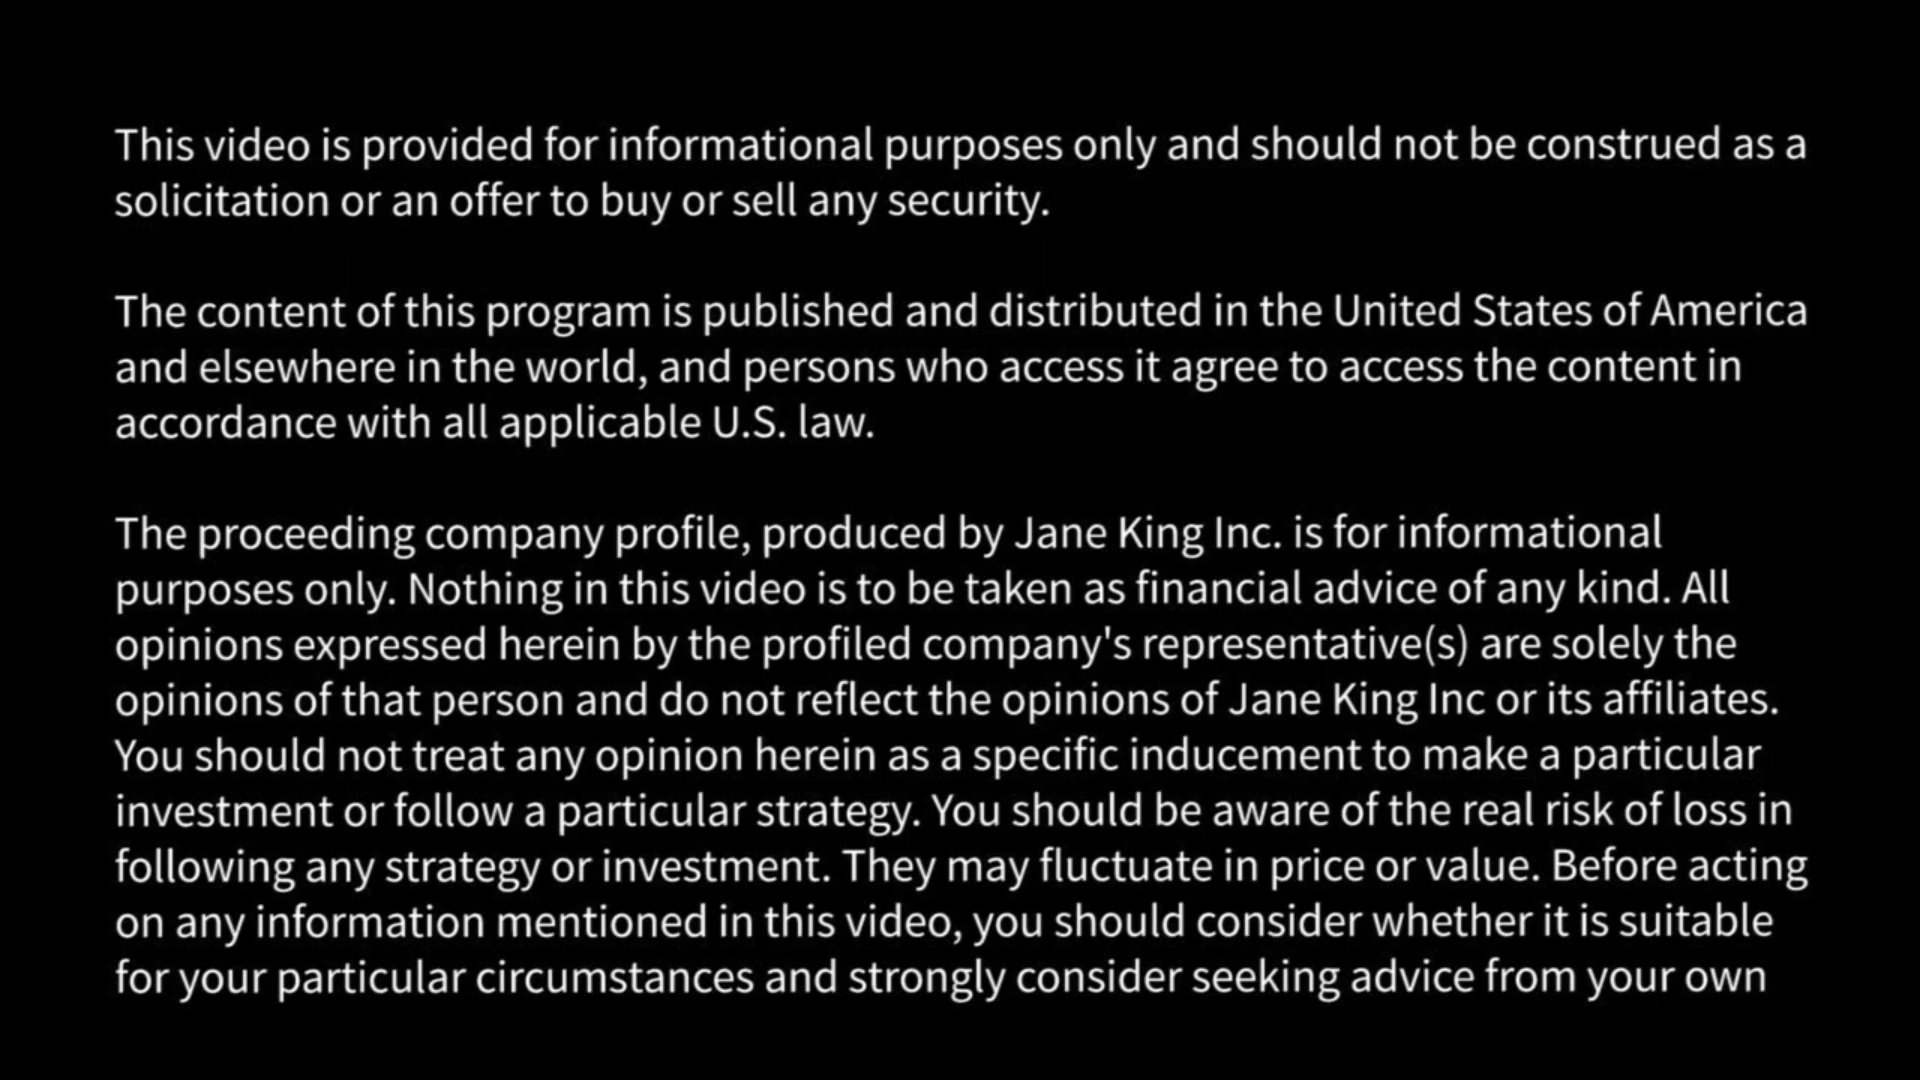 This video is provided for informational purposes only and should not be construed as a
solicitation or an offer to buy or sell any security.
The content of this program is published and distributed in the United States of America
and elsewhere in the world, and persons who access it agree to access the content in
accordance with all applicable U.S. law.
The proceeding company profile, produced by Jane King Inc. is for informational
purposes only. Nothing in this video is to be taken as financial advice of any kind. All
opinions expressed herein by the profiled company's representative(s) are solely the
opinions of that person and do not reflect the opinions of Jane King Inc or its affiliates.
You should not treat any opinion herein as a specific inducement to make a particular
investment or follow a particular strategy. You should be aware of the real risk of loss in
following any strategy or investment. They may fluctuate in price or value. Before acting
on any information mentioned in this video, you should consider whether it is suitable
for your particular circumstances and strongly consider seeking advice from your own